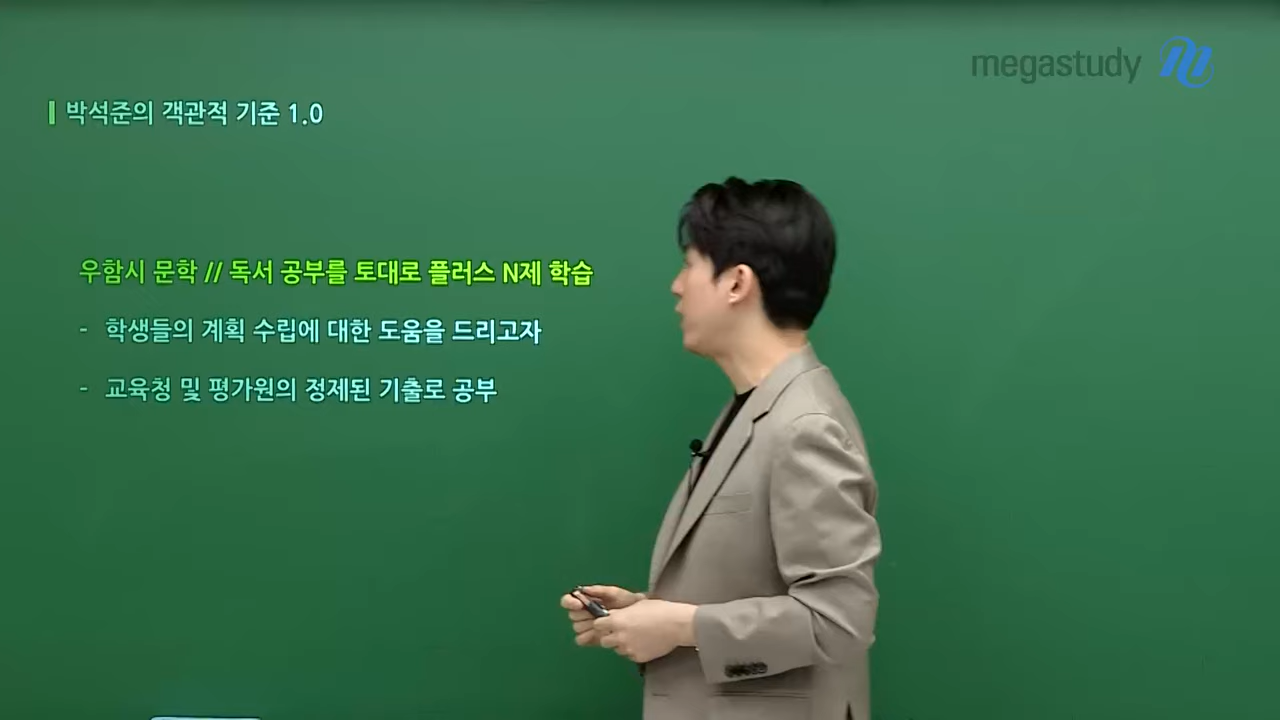 megastudy
박석준의 객관적 기준 1.0
우함시 문학 // 독서 공부를 토대로 플러스 N제 학습
- 학생들의 계획 수립에 대한 도움을 드리고자
- 교육청 및 평가원의 정제된 기출로 공부